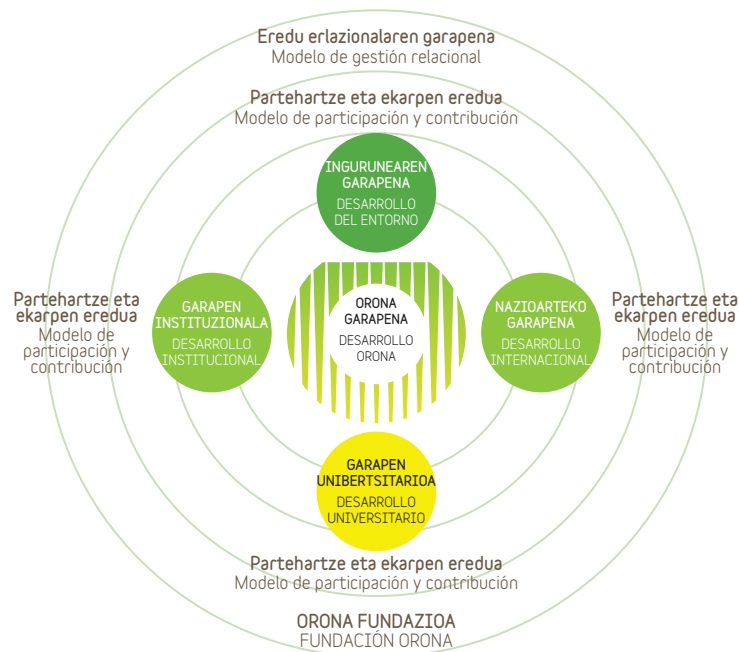 Eredu erlazionalaren garapena
Modelo de gestión relacional
Partehartze eta ekarpen eredua
Modelo de participación y contribución
INGURUNEAREN
GARAPENA
DESARROLLO
DEL ENTORNO
Partehartze eta
ekarpen eredua
Modelo de
participación y
contribución
GARAPEN
INSTITUZIONALA
DESARROLLO
INSTITUCIONAL
ORONA
GARAPENA
DESARROLLO
ORONA
NAZIOARTEKO
GARAPENA
DESARROLLO
INTERNACIONAL
Partehartze eta
ekarpen eredua
Modelo de
participación y
contribución
GARAPEN
UNIBERTSITARIOA
DESARROLLO
UNIVERSITARIO
Partehartze eta ekarpen eredua
Modelo de participación y contribución
ORONA FUNDAZIOA
FUNDACIÓN ORONA